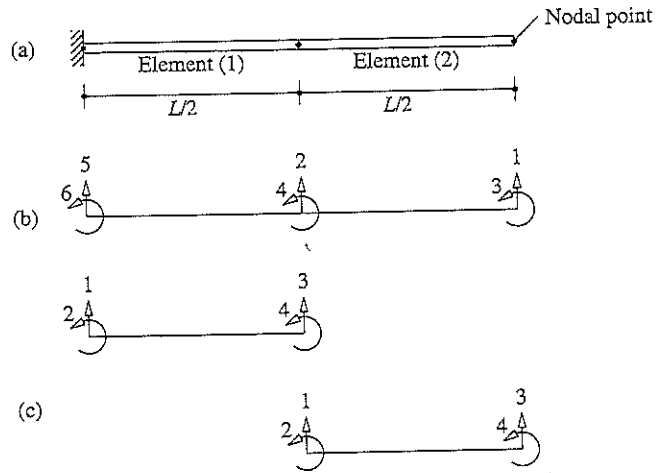 Nodal point
(a)
Element (1) Element (2)
L/2 L/2
5 2 1
6 4 3
(b)
1 3
2 4
(c)
1 3
2 4